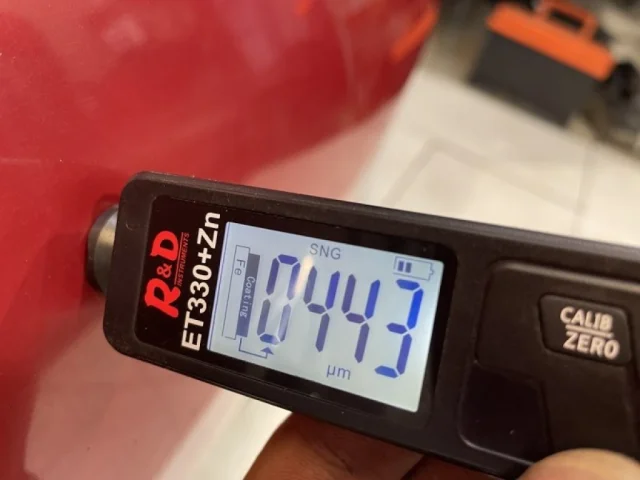 R&D
INSTRUMENTS
ET330+Zn
SNG
Fe
Coating
0443
µm
CALIB
ZERO